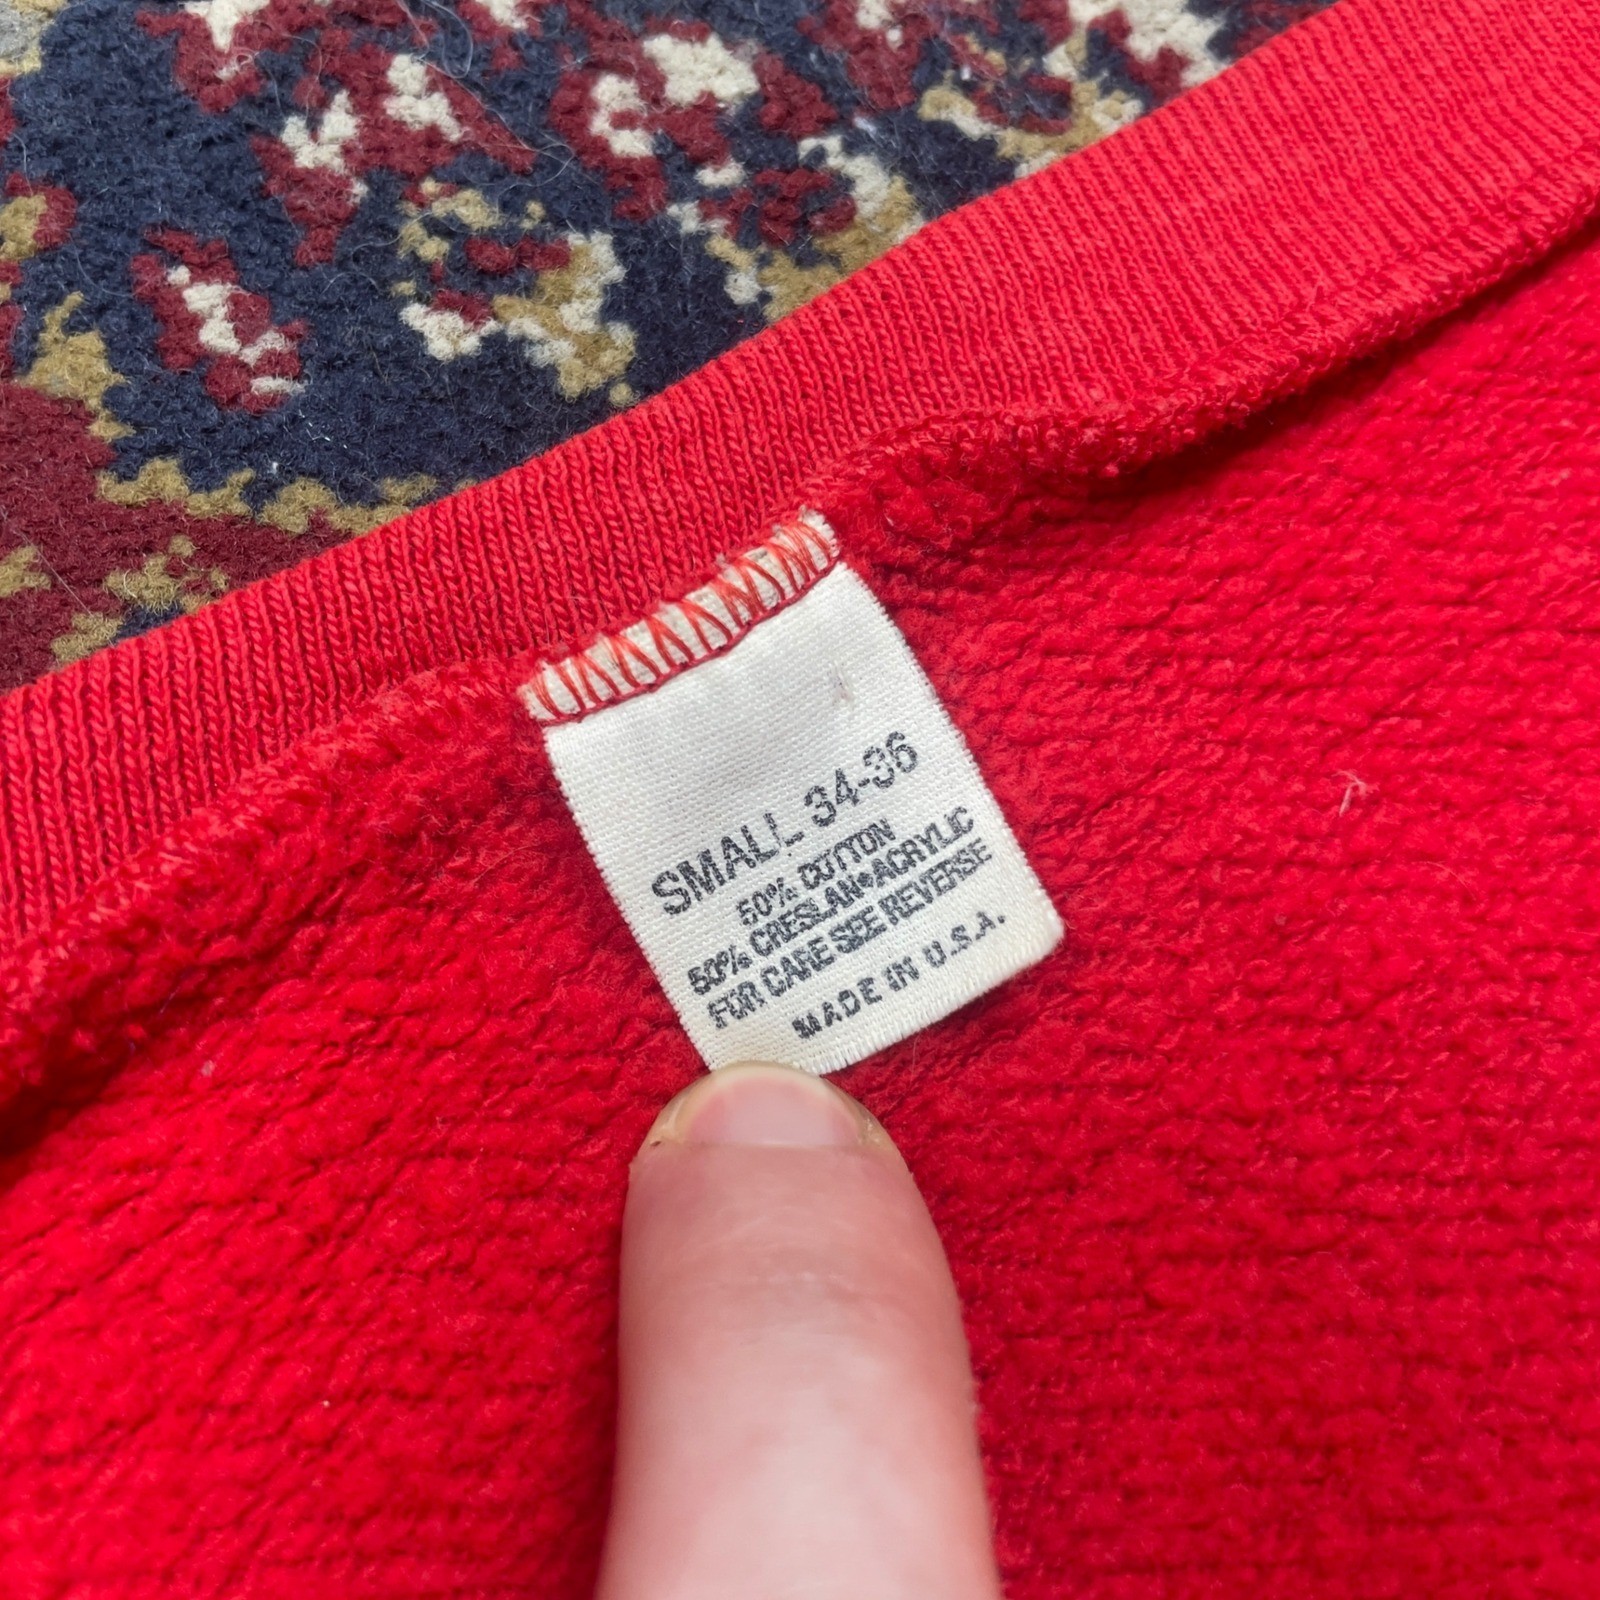 SMALL 34-36
50% COTTON
50% CRESLAN®ACRYLIC
FOR CARE SEE REVERSE
MADE IN U.S.A.